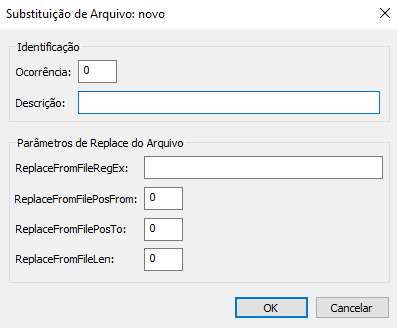 Substituição de Arquivo: novo
Identificação
Ocorrência: 0
Descrição:
Parâmetros de Replace do Arquivo
ReplaceFromFileRegEx:
ReplaceFromFilePosFrom: 0
ReplaceFromFilePosTo: 0
ReplaceFromFileLen: 0
OK Cancelar